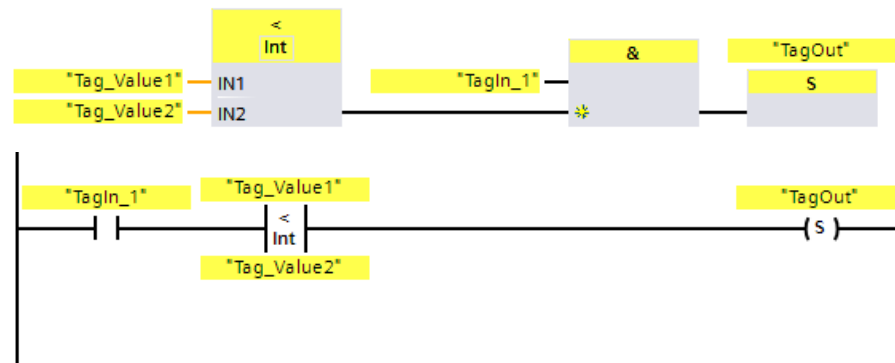 <
Int
&
"TagOut"
"Tag_Value1"
IN1
"TagIn_1"
S
"Tag_Value2"
IN2
"TagIn_1"
"Tag_Value1"
"TagOut"
<
Int
S
"Tag_Value2"